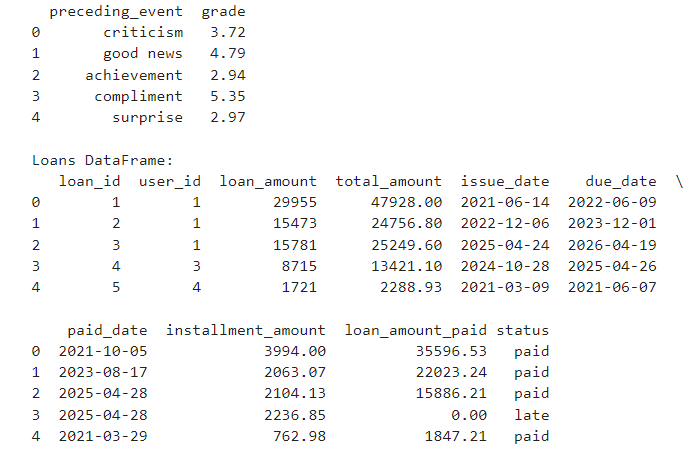 preceding_event grade
0 criticism 3.72
1 good news 4.79
2 achievement 2.94
3 compliment 5.35
4 surprise 2.97
Loans DataFrame:
loan_id user_id loan_amount total_amount issue_date due_date \
0 1 1 29955 47928.00 2021-06-14 2022-06-09
1 2 1 15473 24756.80 2022-12-06 2023-12-01
2 3 1 15781 25249.60 2025-04-24 2026-04-19
3 4 3 8715 13421.10 2024-10-28 2025-04-26
4 5 4 1721 2288.93 2021-03-09 2021-06-07
paid_date installment_amount loan_amount_paid status
0 2021-10-05 3994.00 35596.53 paid
1 2023-08-17 2063.07 22023.24 paid
2 2025-04-28 2104.13 15886.21 paid
3 2025-04-28 2236.85 0.00 late
4 2021-03-29 762.98 1847.21 paid